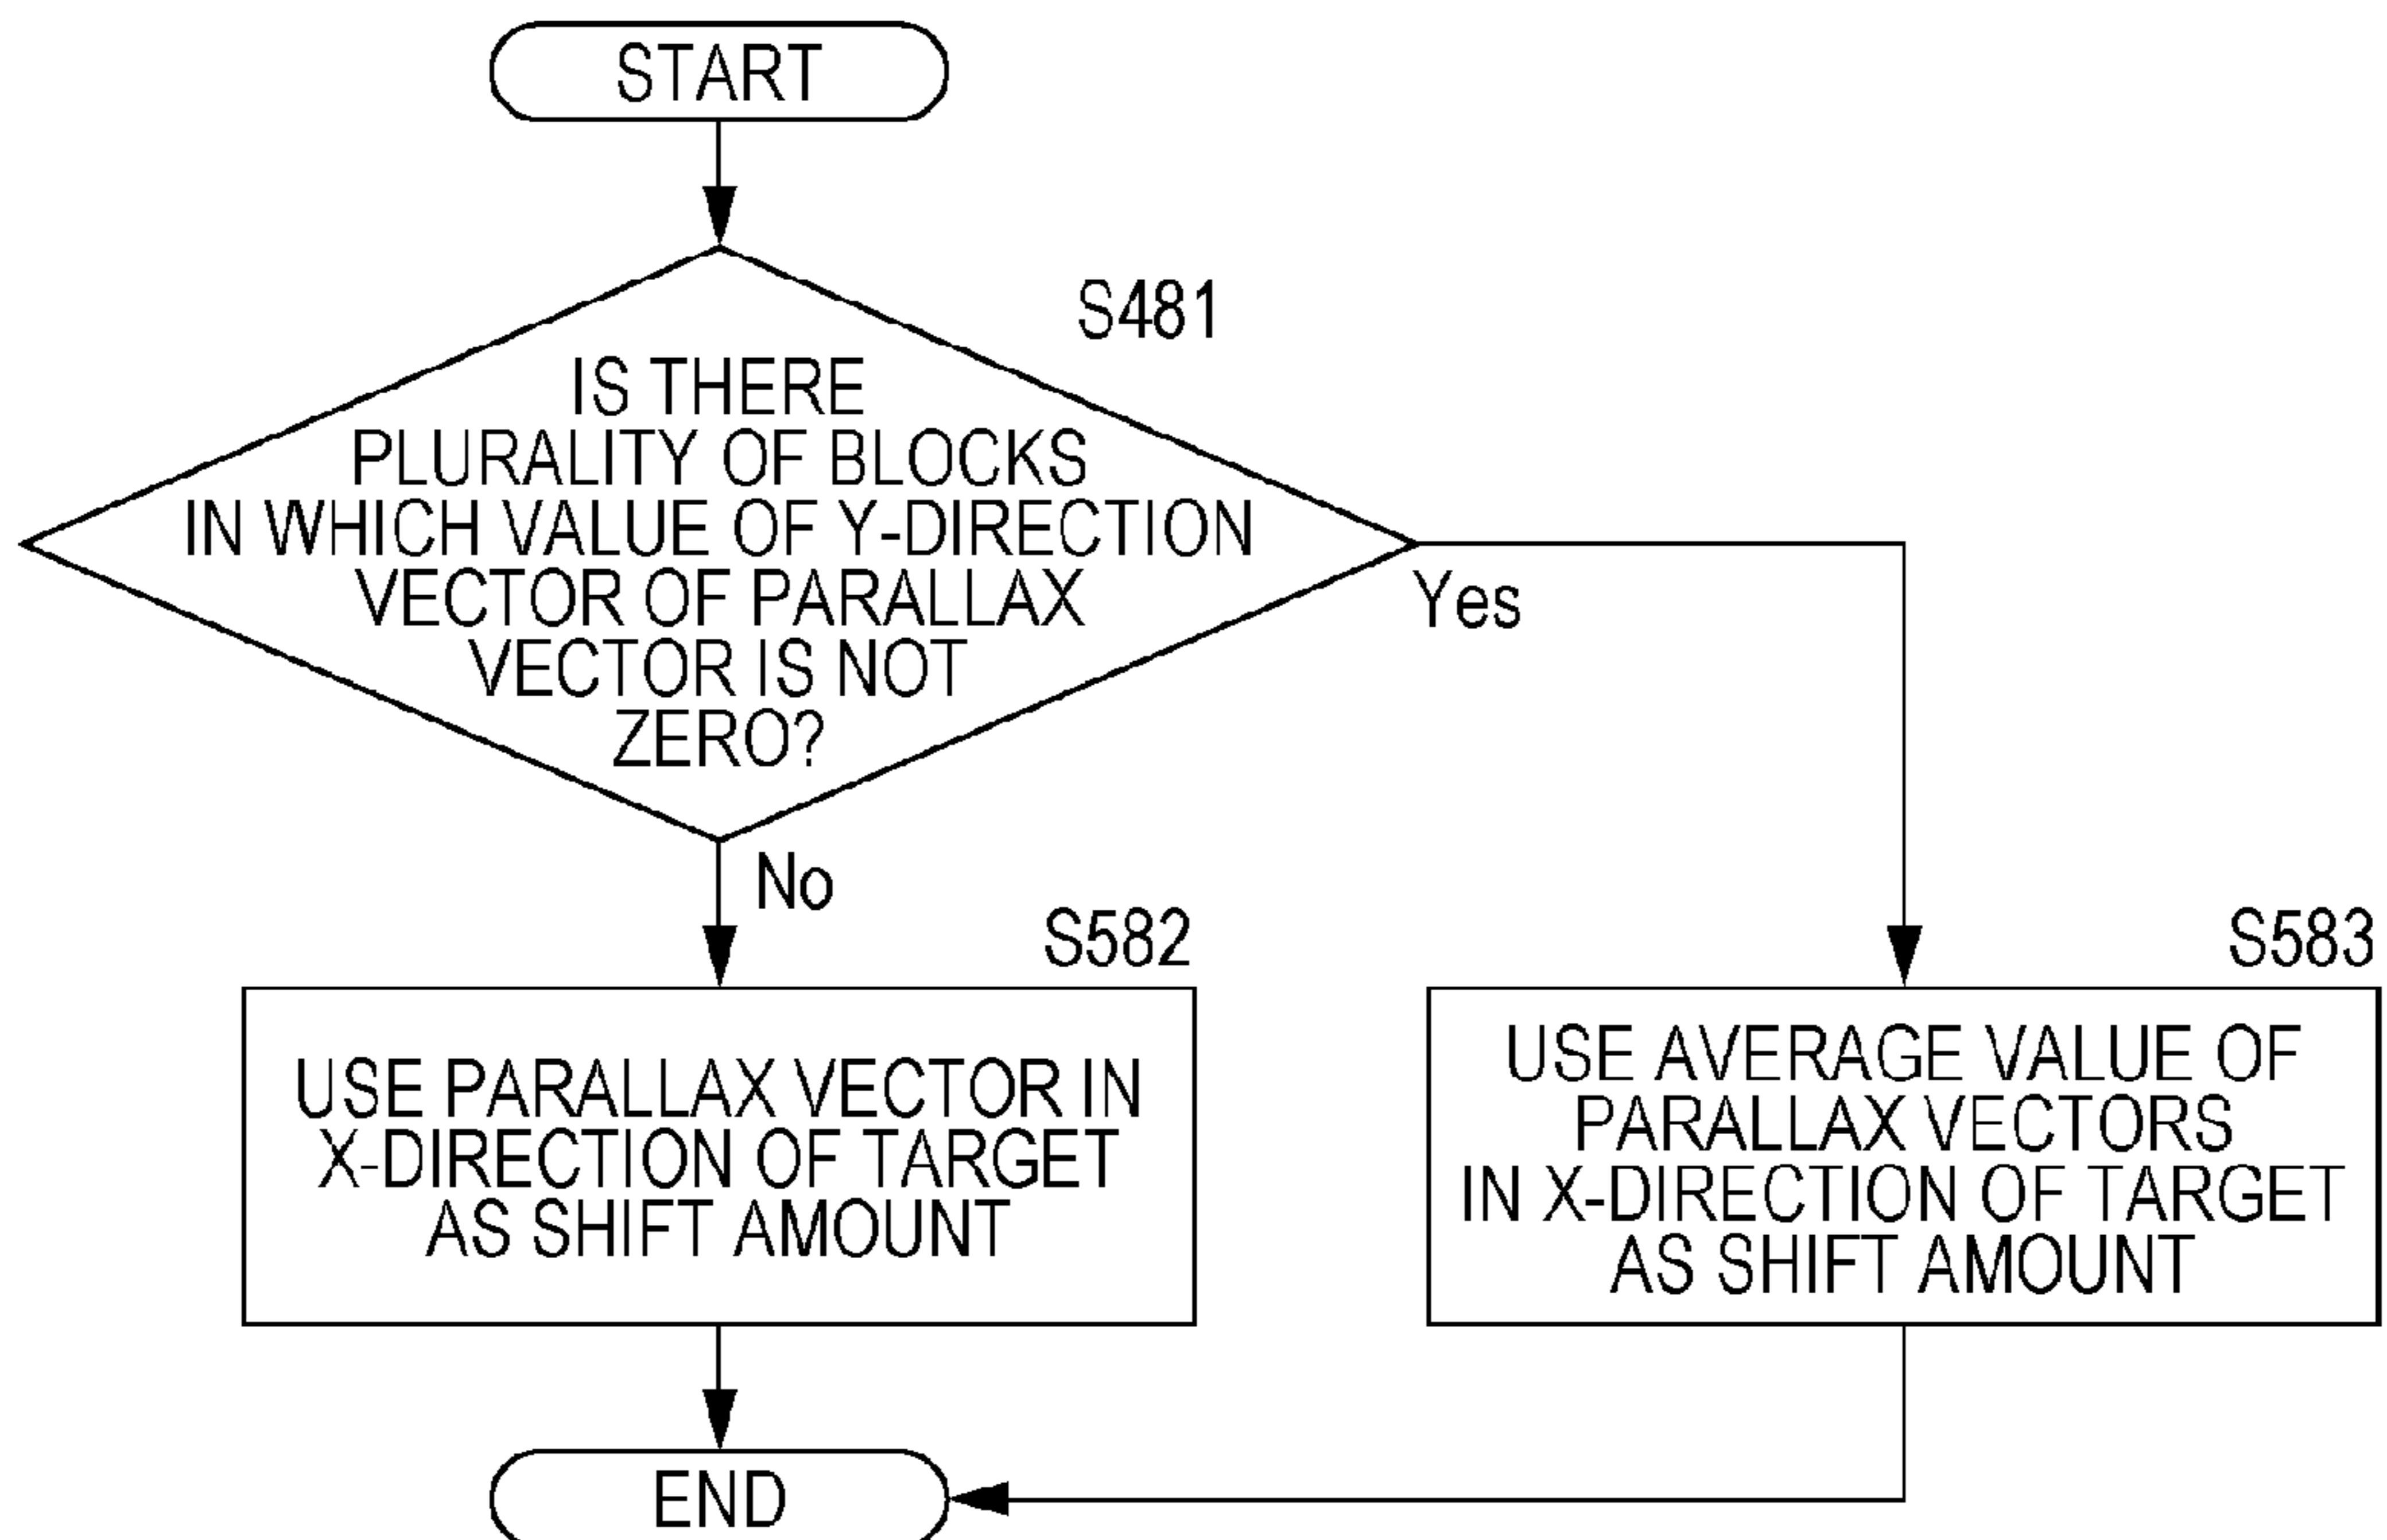 START
S481
IS THERE
PLURALITY OF BLOCKS
IN WHICH VALUE OF Y-DIRECTION
VECTOR OF PARALLAX
VECTOR IS NOT
ZERO?
Yes
No
S582
USE PARALLAX VECTOR IN
X-DIRECTION OF TARGET
AS SHIFT AMOUNT
S583
USE AVERAGE VALUE OF
PARALLAX VECTORS
IN X-DIRECTION OF TARGET
AS SHIFT AMOUNT
END